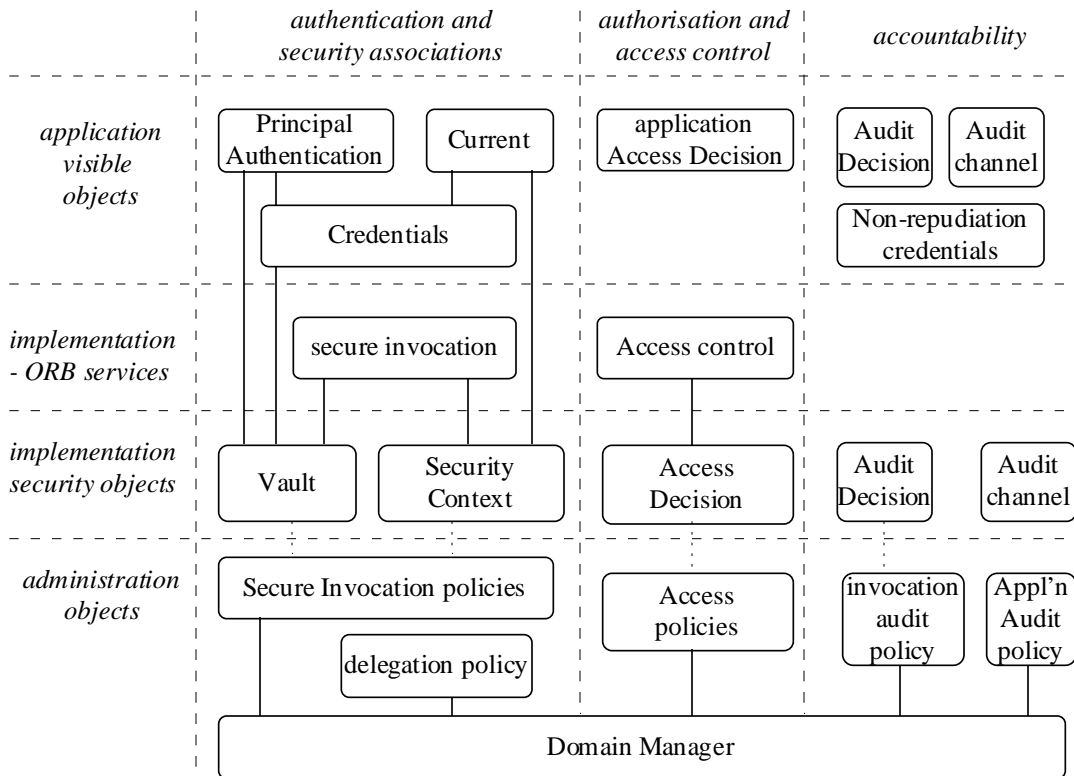 authentication and
security associations
authorisation and
access control
accountability
application
visible
objects
Principal
Authentication
Current
application
Access Decision
Audit
Decision
Audit
channel
Credentials
Non-repudiation
credentials
implementation
- ORB services
secure invocation
Access control
implementation
security objects
Vault
Security
Context
Access
Decision
Audit
Decision
Audit
channel
administration
objects
Secure Invocation policies
delegation policy
Access
policies
invocation
audit
policy
Appl'n
Audit
policy
Domain Manager